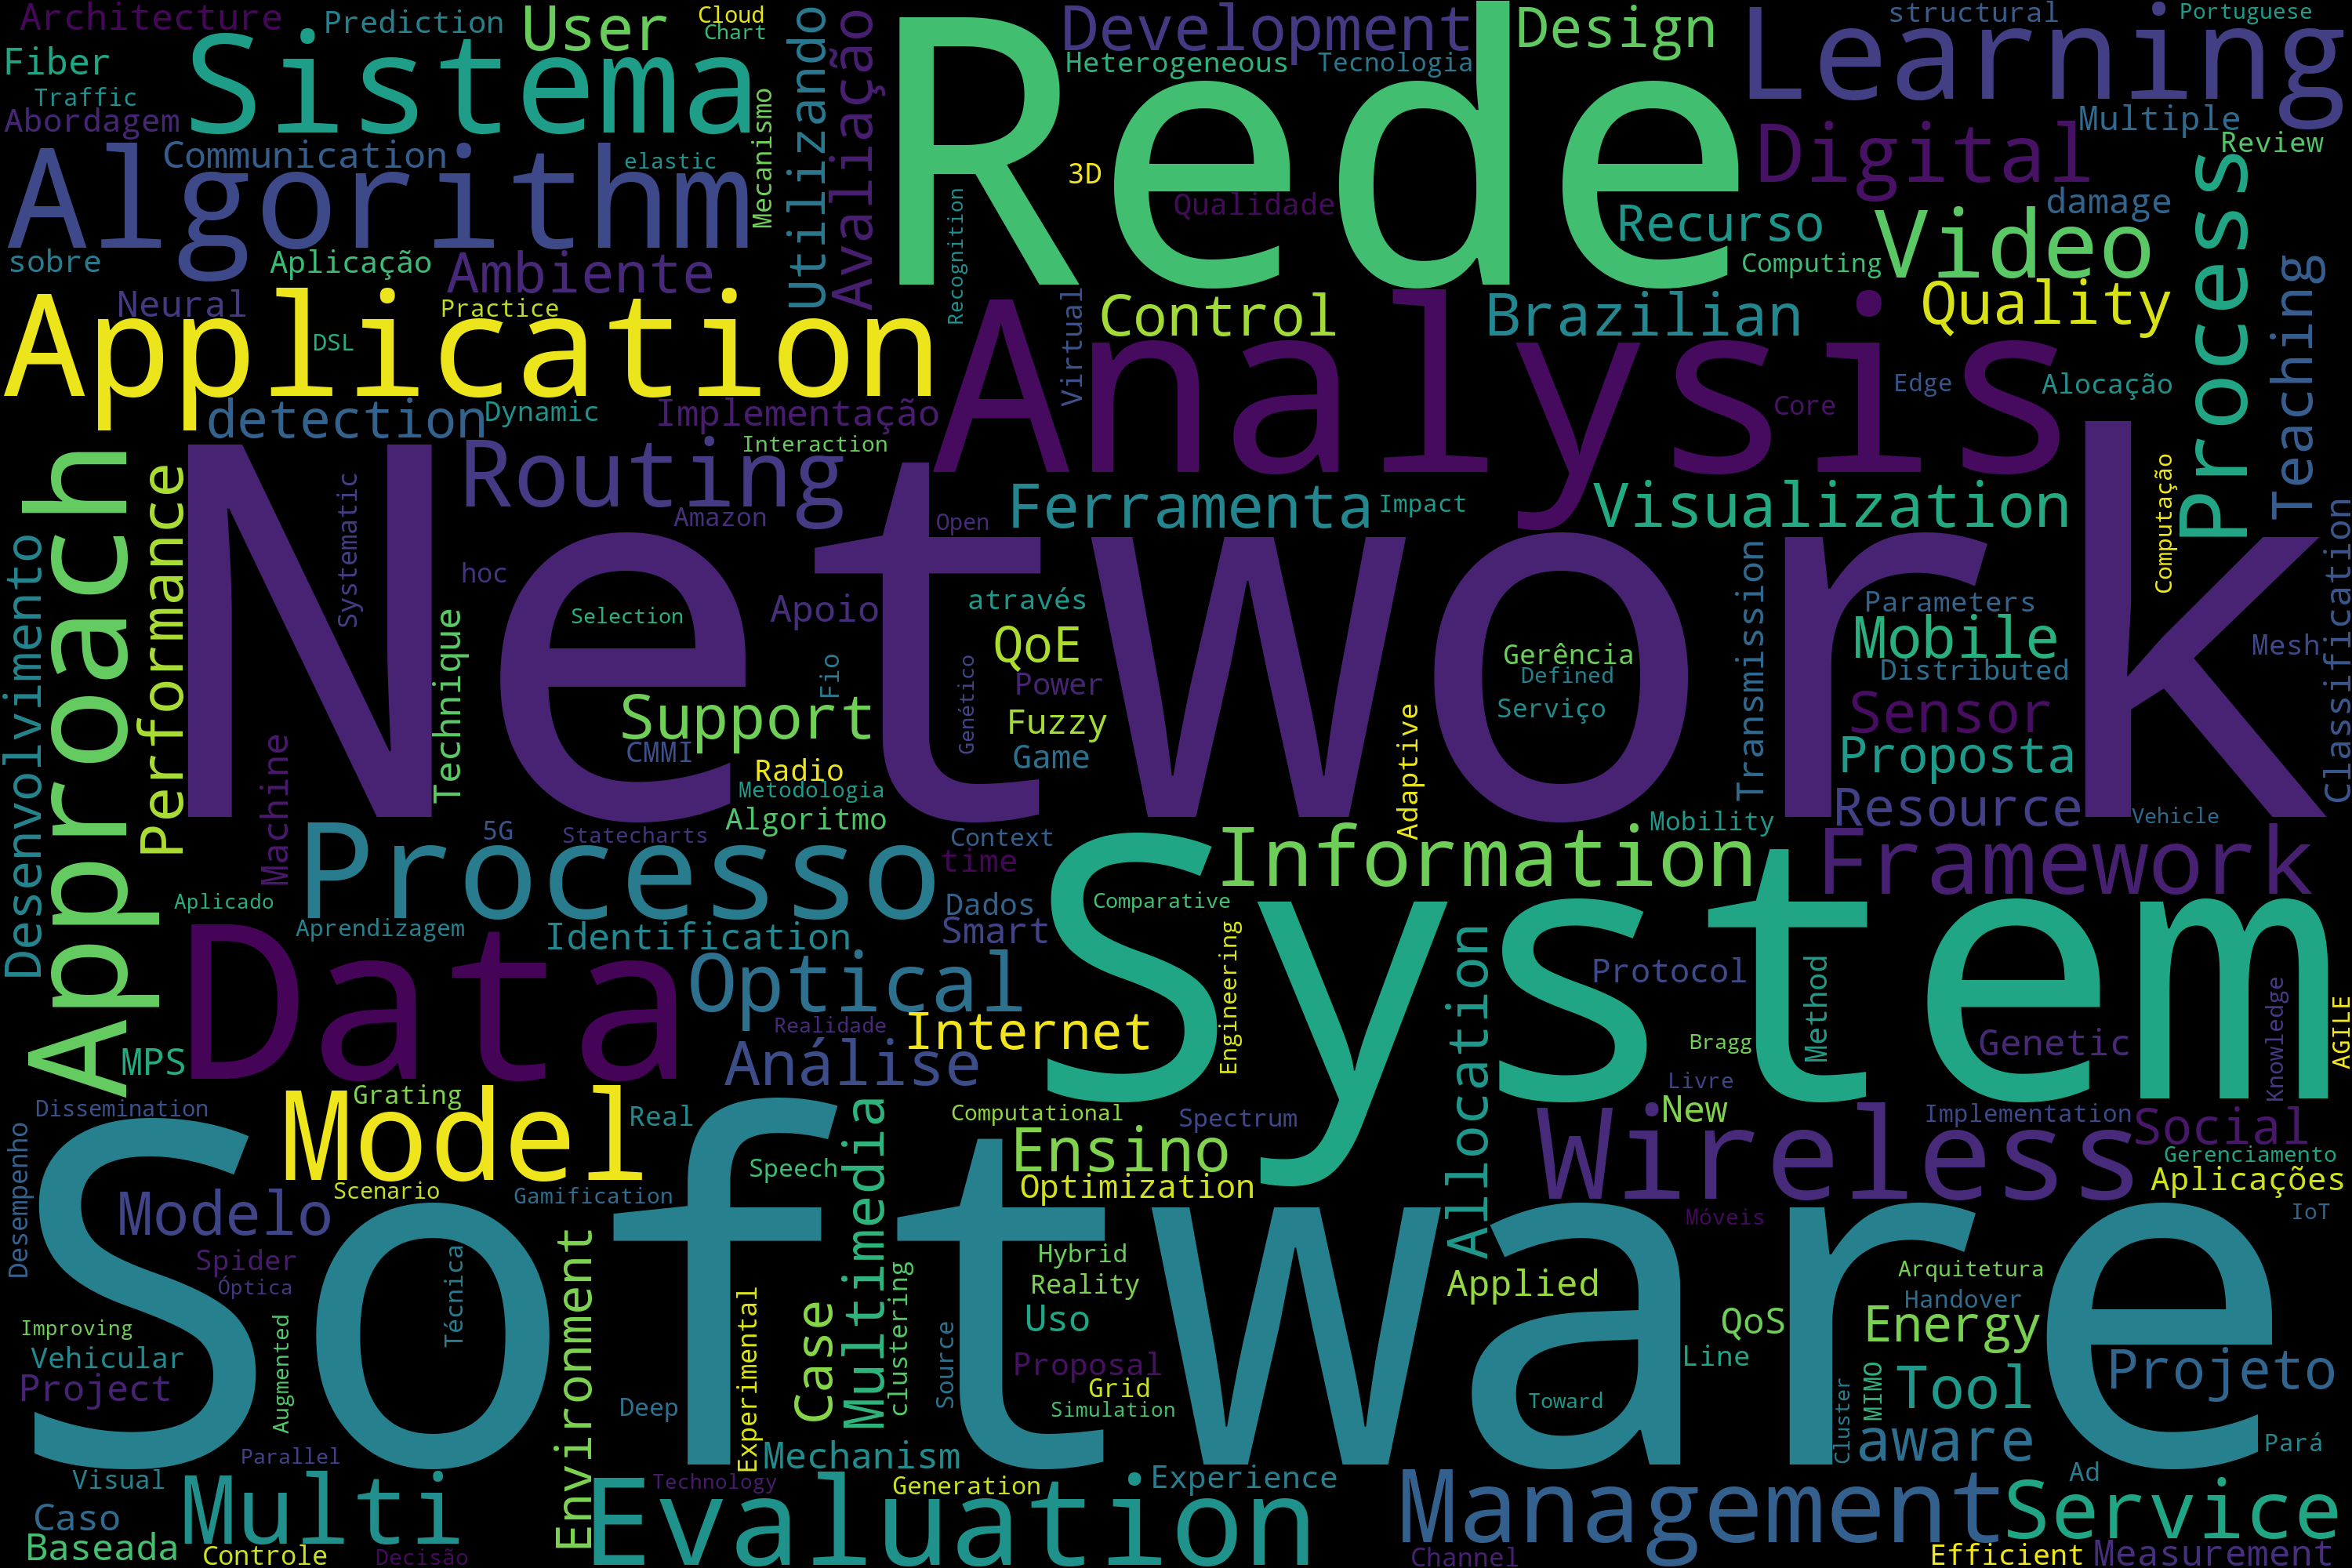 Architecture
Prediction
User
Cloud
Chart
Development
Design
structural
Portuguese
Fiber
Sistema
Utilizando
Avaliação
Rede
Heterogeneous
Tecnologia
Learning
Traffic
Abordagem
Mecanismo
Multiple
Review
Communication
elastic
3D
Digital
Algorithm
Recognition
Qualidade
Recurso
damage
Process
sobre
Aplicação
Ambiente
Computing
Video
Teaching
Neural
Practice
Virtual
Control
Brazilian
Quality
Application
DSL
Analysis
Core
Edge
Alocação
detection
Dynamic
Implementação
Interaction
Approach
Performance
Routing
Ferramenta
Impact
Visualization
Systematic
Amazon
Open
Computação
Classification
Desenvolvimento
Network
hoc
Selection
Apoio
através
Transmission
Parameters
Technique
QoE
Gerência
Mobile
Mesh
Fio
Genético
Power
Defined
Distributed
Support
Fuzzy
Serviço
Sensor
Machine
CMMI
Radio
Game
Adaptive
Proposta
Metodologia
Algoritmo
Resource
Processo
5G
Statecharts
Context
Mobility
Vehicle
time
Information
Framework
Aplicado
Dados
Comparative
System
Aprendizagem
Identification
Smart
Engineering
Allocation
Data
Optical
Protocol
Method
Knowledge
AGILE
Realidade
Internet
MPS
Análise
Bragg
Genetic
Livre
Grating
Model
Dissemination
Real
Multimedia
Computational
Spectrum
New
Implementation
Wireless
Social
Desempenho
Ensino
Speech
Gerenciamento
Software
Scenario
Gamification
Optimization
Aplicações
Modelo
Móveis
IoT
Spider
Técnica
Environment
Hybrid
Óptica
Experimental
clustering
Reality
Applied
Arquitetura
Handover
Improving
Augmented
Case
Source
Uso
QoS
Energy
Vehicular
Proposal
Line
Projeto
Project
Grid
MIMO
Tool
Deep
Simulation
Toward
Cluster
Parallel
Mechanism
aware
Pará
Visual
Multi
Technology
Generation
Experience
Ad
Caso
Evaluation
Management
Service
Baseada
Controle
Decisão
Channel
Efficient
Measurement